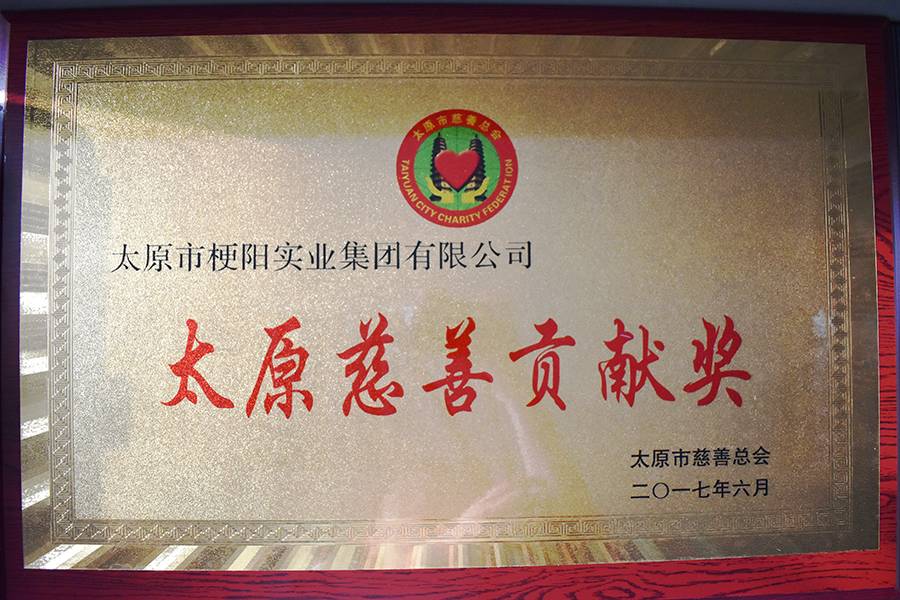 太原市慈善总会
TAIYUAN CITY CHARITY FEDERATION
太原市梗阳实业集团有限公司
太原慈善贡献奖
太原市慈善总会
二〇一七年六月